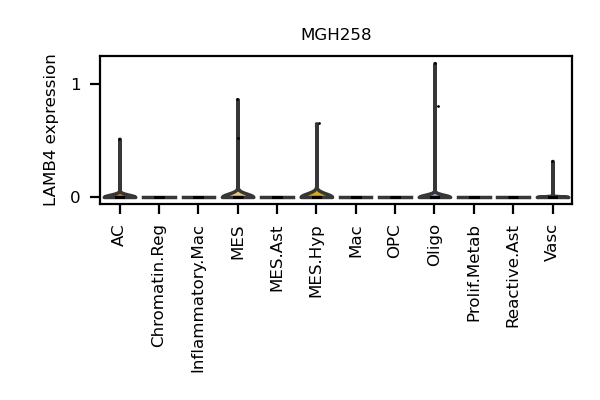 MGH258
LAMB4 expression
1
0
AC
Chromatin.Reg
Inflammatory.Mac
MES
MES.Ast
MES.Hyp
Mac
OPC
Oligo
Prolif.Metab
Reactive.Ast
Vasc